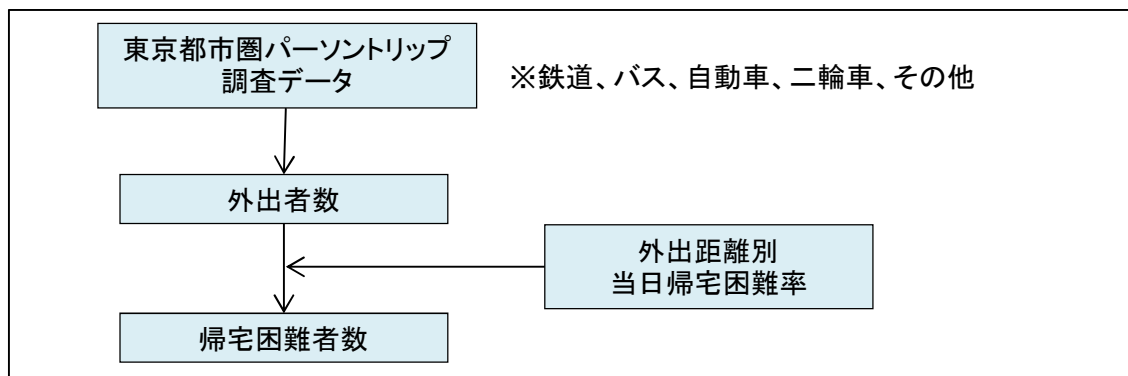 東京都市圏パーソントリップ
調査データ
※鉄道、バス、自動車、二輪車、その他
外出者数
外出距離別
当日帰宅困難率
帰宅困難者数